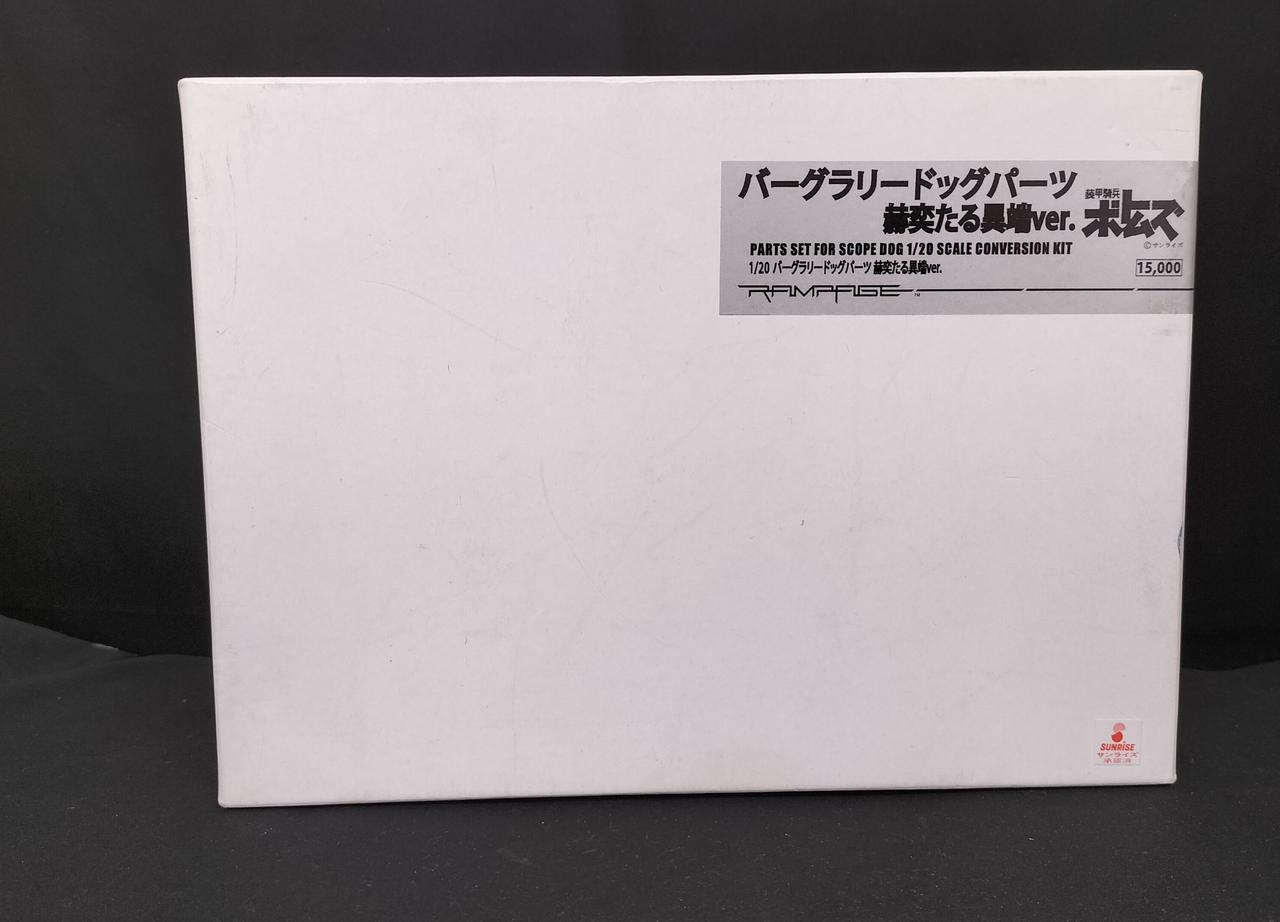 バーグラリードッグパーツ
赫奕たる異端ver.
装甲騎兵
ボトムズ
©サンライズ
PARTS SET FOR SCOPE DOG 1/20 SCALE CONVERSION KIT
1/20 バーグラリードッグパーツ 赫奕たる異端ver.
15,000
RAMPAGE™
SUNRISE
サンライズ
承認済